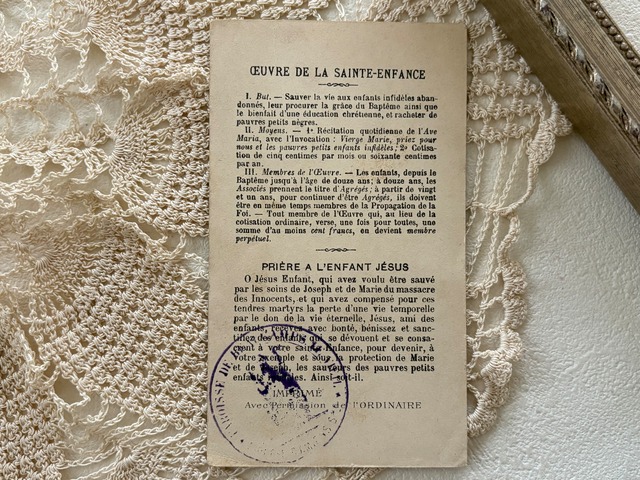 ŒUVRE DE LA SAINTE-ENFANCE
I. But. — Sauver la vie aux enfants infidèles aban-
donnés, leur procurer la grâce du Baptême ainsi que
le bienfait d'une éducation chrétienne, et racheter de
pauvres petits nègres.
II. Moyens. — 1º Récitation quotidienne de l'Ave
Maria, avec l'Invocation : Vierge Marie, priez pour
nous et les pauvres petits enfants infidèles; 2º Cotisa-
tion de cinq centimes par mois ou soixante centimes
par an.
III. Membres de l'Œuvre. — Les enfants, depuis le
Baptême jusqu'à l'âge de douze ans; à douze ans, les
Associés prennent le titre d'Agrégés; à partir de vingt
et un ans, pour continuer d'être Agrégés, ils doivent
être en même temps membres de la Propagation de la
Foi. — Tout membre de l'Œuvre qui, au lieu de la
cotisation ordinaire, verse, une fois pour toutes, une
somme d'au moins cent francs, en devient membre
perpétuel.
PRIÈRE A L'ENFANT JÉSUS
O Jésus Enfant, qui avez voulu être sauvé
par les soins de Joseph et de Marie du massacre
des Innocents, et qui avez compensé pour ces
tendres martyrs la perte d'une vie temporelle
par le don de la vie éternelle, Jésus, ami des
enfants, recevez avec bonté, bénissez et sanc-
tifiez des enfants qui se dévouent et se consa-
crent à votre sainte Enfance, pour devenir, à
votre exemple et sous la protection de Marie
et de Joseph, les sauveurs des pauvres petits
enfants infidèles. Ainsi soit-il.
IMPRIMÉ
Avec Permission de l'ORDINAIRE